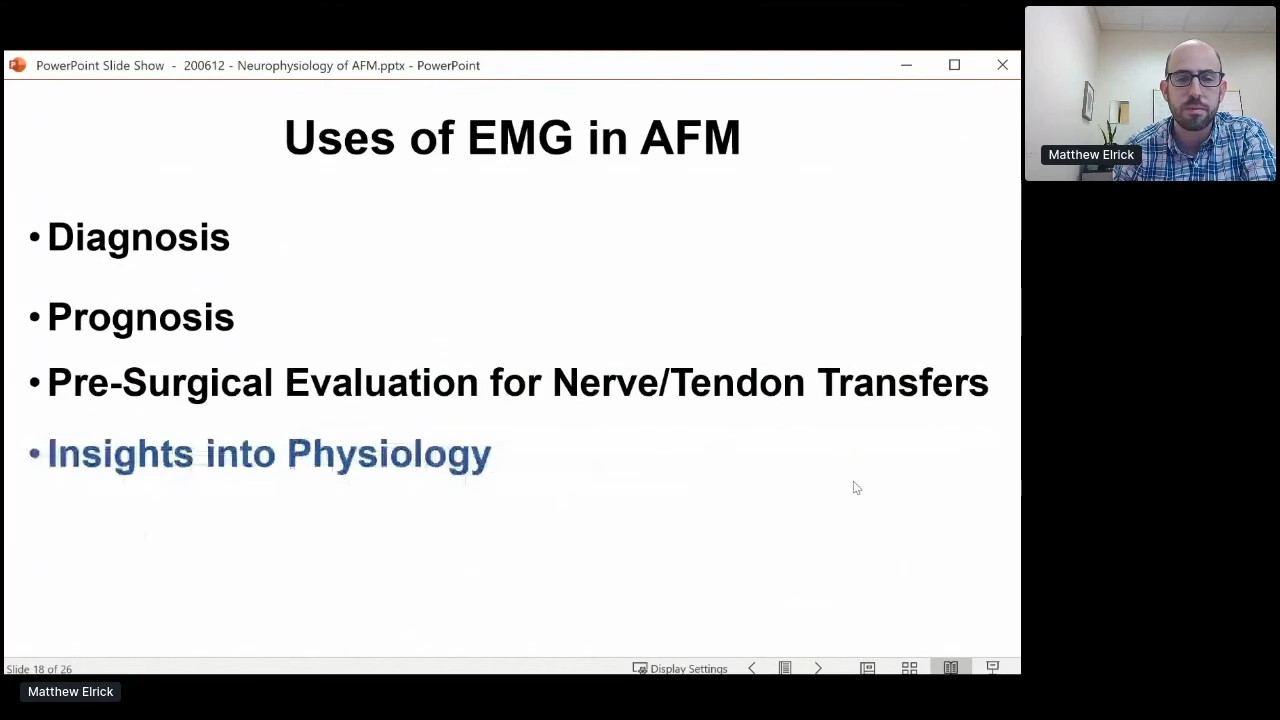 PowerPoint Slide Show - 200612 - Neurophysiology of AFM.pptx - PowerPoint
Uses of EMG in AFM
• Diagnosis
• Prognosis
• Pre-Surgical Evaluation for Nerve/Tendon Transfers
• Insights into Physiology
Slide 18 of 26
Display Settings
Matthew Elrick
Matthew Elrick